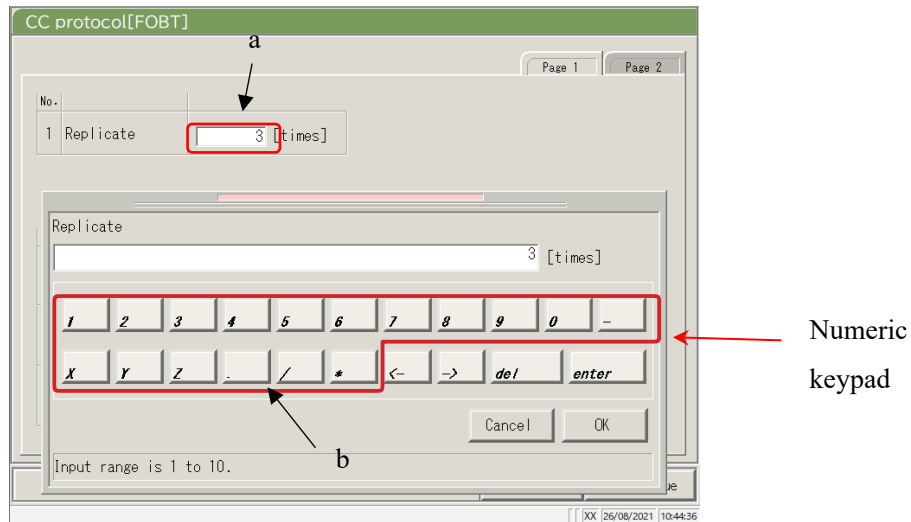 CC protocol[FOBT]
a
Page 1 Page 2
No.
1 Replicate 3 [times]
Replicate
3 [times]
1 2 3 4 5 6 7 8 9 0 -
X Y Z . / * <- -> del enter
Numeric
keypad
Cancel OK
Input range is 1 to 10.
b
ue
XX 26/08/2021 10:44:36